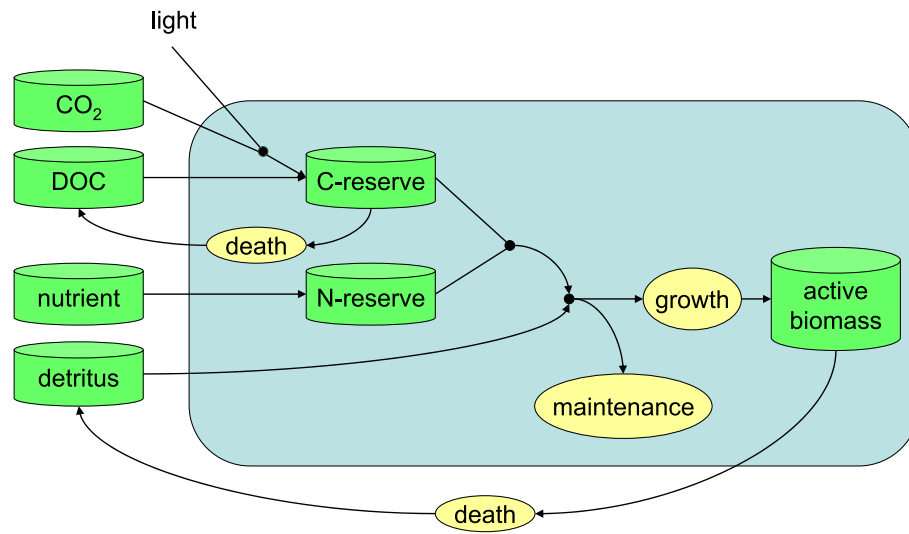 light
CO₂
DOC
C-reserve
death
nutrient
N-reserve
growth
active
biomass
detritus
maintenance
death